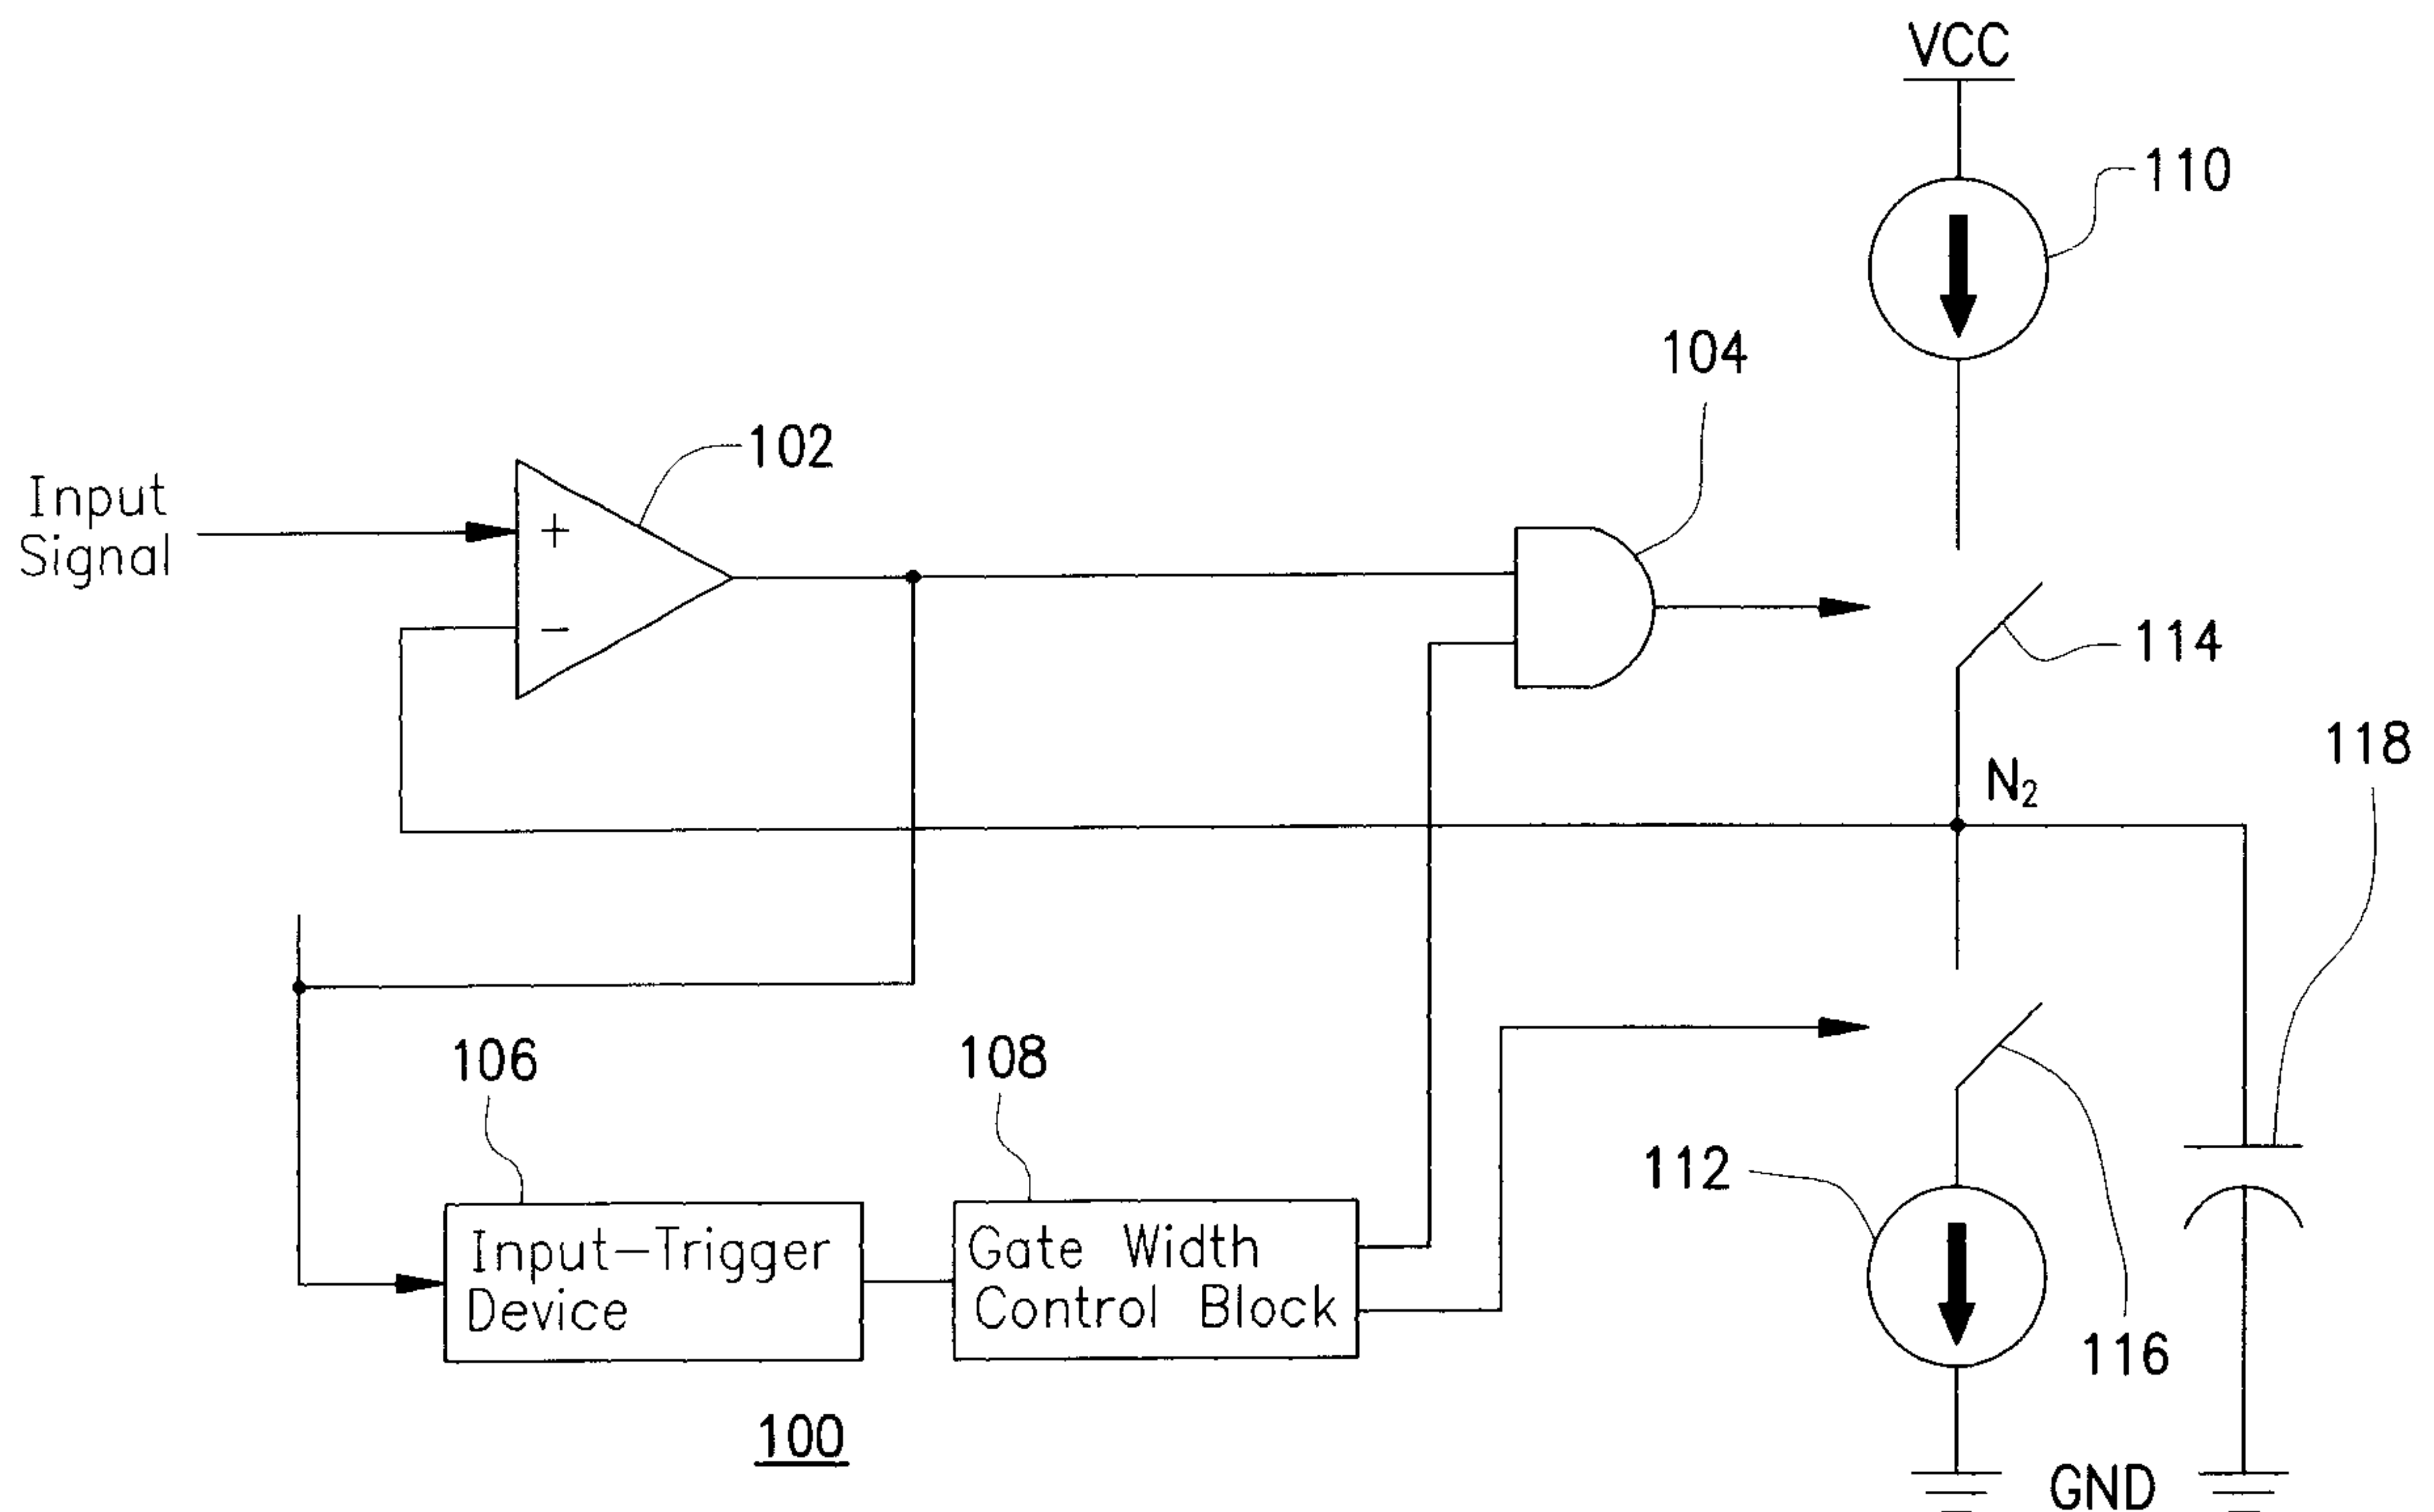 VCC
110
104
102
Input
Signal
+
−
114
N₂
118
106
108
Input-Trigger
Device
Gate Width
Control Block
112
116
100
GND